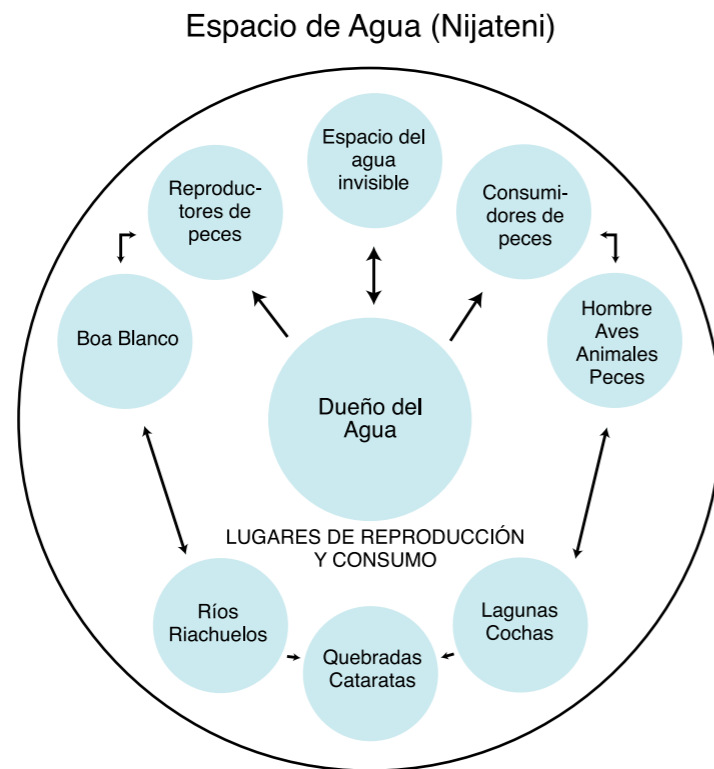 Espacio de Agua (Nijateni)
Espacio del
agua
invisible
Reproduc-
tores de
peces
Consumi-
dores de
peces
Boa Blanco
Hombre
Aves
Animales
Peces
Dueño del
Agua
LUGARES DE REPRODUCCIÓN
Y CONSUMO
Ríos
Riachuelos
Quebradas
Cataratas
Lagunas
Cochas